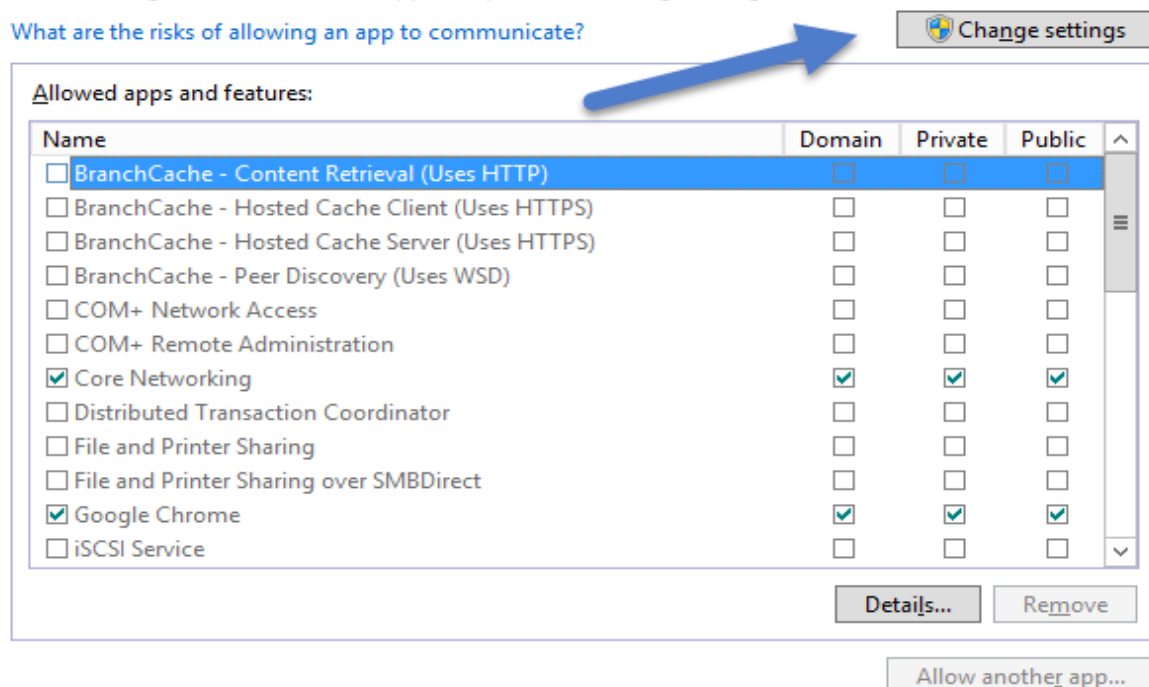 What are the risks of allowing an app to communicate?
Change settings
Allowed apps and features:
Name Domain Private Public
BranchCache - Content Retrieval (Uses HTTP)
BranchCache - Hosted Cache Client (Uses HTTPS)
BranchCache - Hosted Cache Server (Uses HTTPS)
BranchCache - Peer Discovery (Uses WSD)
COM+ Network Access
COM+ Remote Administration
Core Networking
Distributed Transaction Coordinator
File and Printer Sharing
File and Printer Sharing over SMBDirect
Google Chrome
iSCSI Service
Details... Remove
Allow another app...